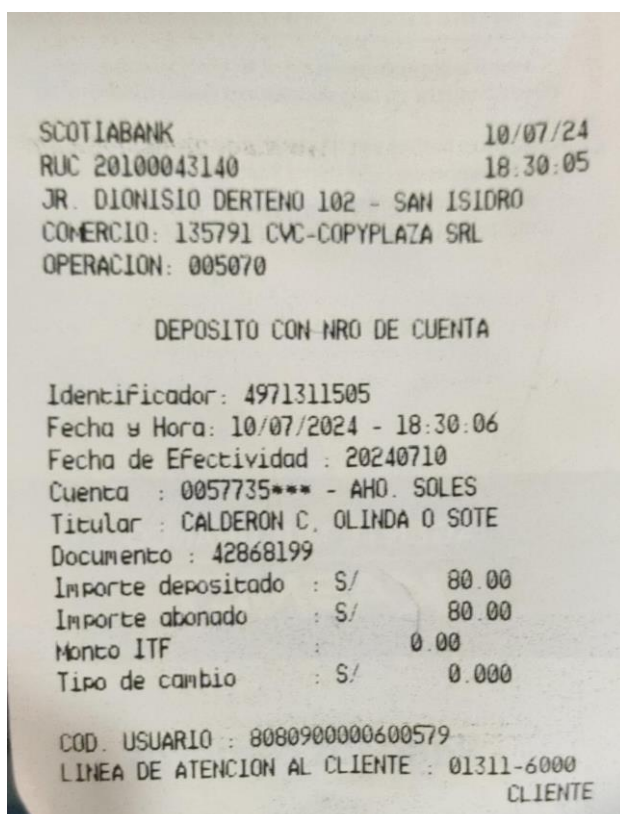 SCOTIABANK 10/07/24
RUC 20100043140 18:30:05
JR. DIONISIO DERTENO 102 - SAN ISIDRO
COMERCIO: 135791 CVC-COPYPLAZA SRL
OPERACION: 005070
DEPOSITO CON NRO DE CUENTA
Identificador: 4971311505
Fecha y Hora: 10/07/2024 - 18:30:06
Fecha de Efectividad : 20240710
Cuenta : 0057735*** - AHO. SOLES
Titular : CALDERON C, OLINDA O SOTE
Documento : 42868199
Importe depositado : S/ 80.00
Importe abonado : S/ 80.00
Monto ITF : 0.00
Tipo de cambio : S/ 0.000
COD. USUARIO : 8080900000600579
LINEA DE ATENCION AL CLIENTE : 01311-6000
CLIENTE